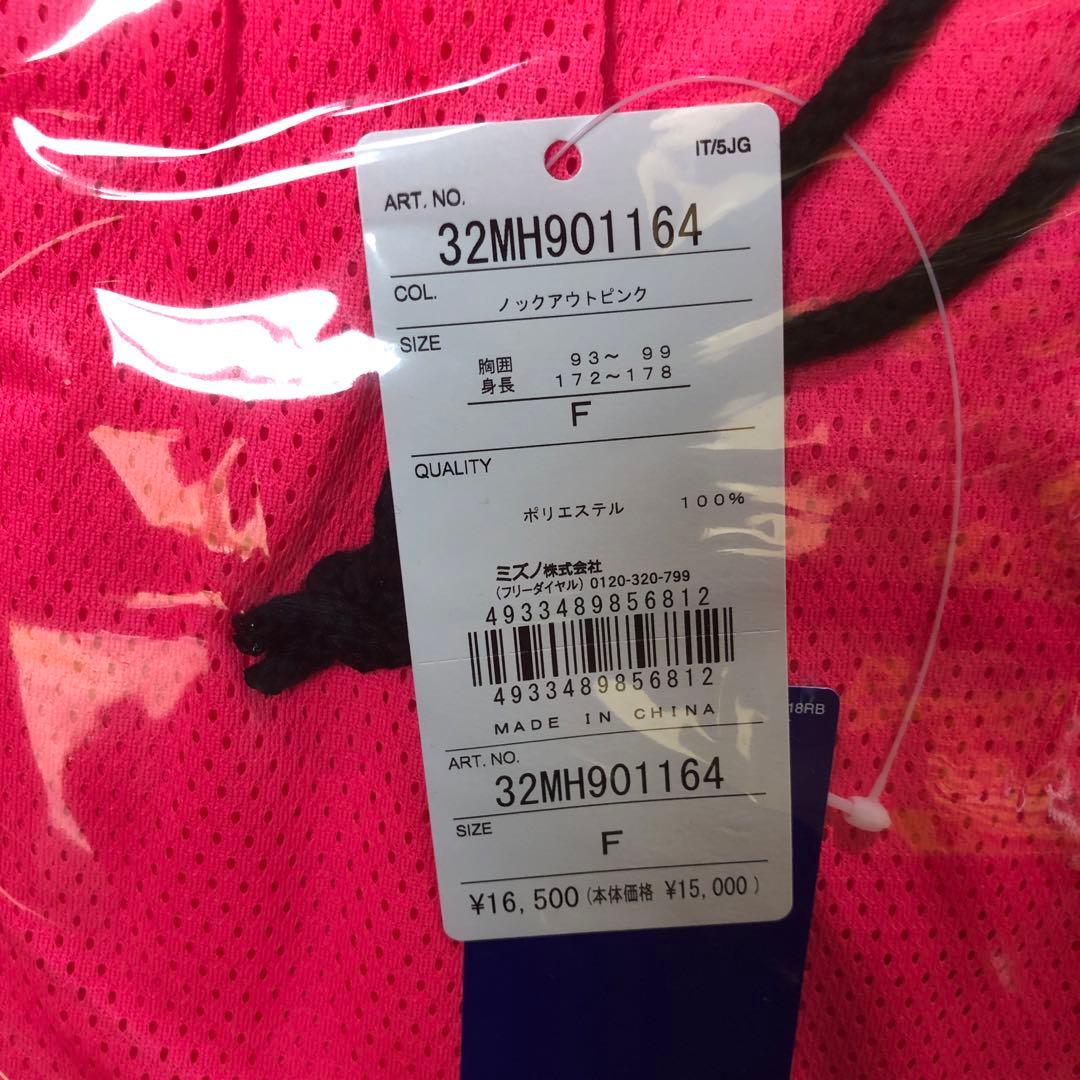 IT/5JG
ART. NO.
32MH901164
COL.
ノックアウトピンク
SIZE
胸囲 93～ 99
身長 172～178
F
QUALITY
ポリエステル 100%
ミズノ株式会社
(フリーダイヤル) 0120-320-799
4933489856812
4933489856812
MADE IN CHINA
18RB
ART. NO.
32MH901164
SIZE
F
¥16,500(本体価格 ¥15,000)